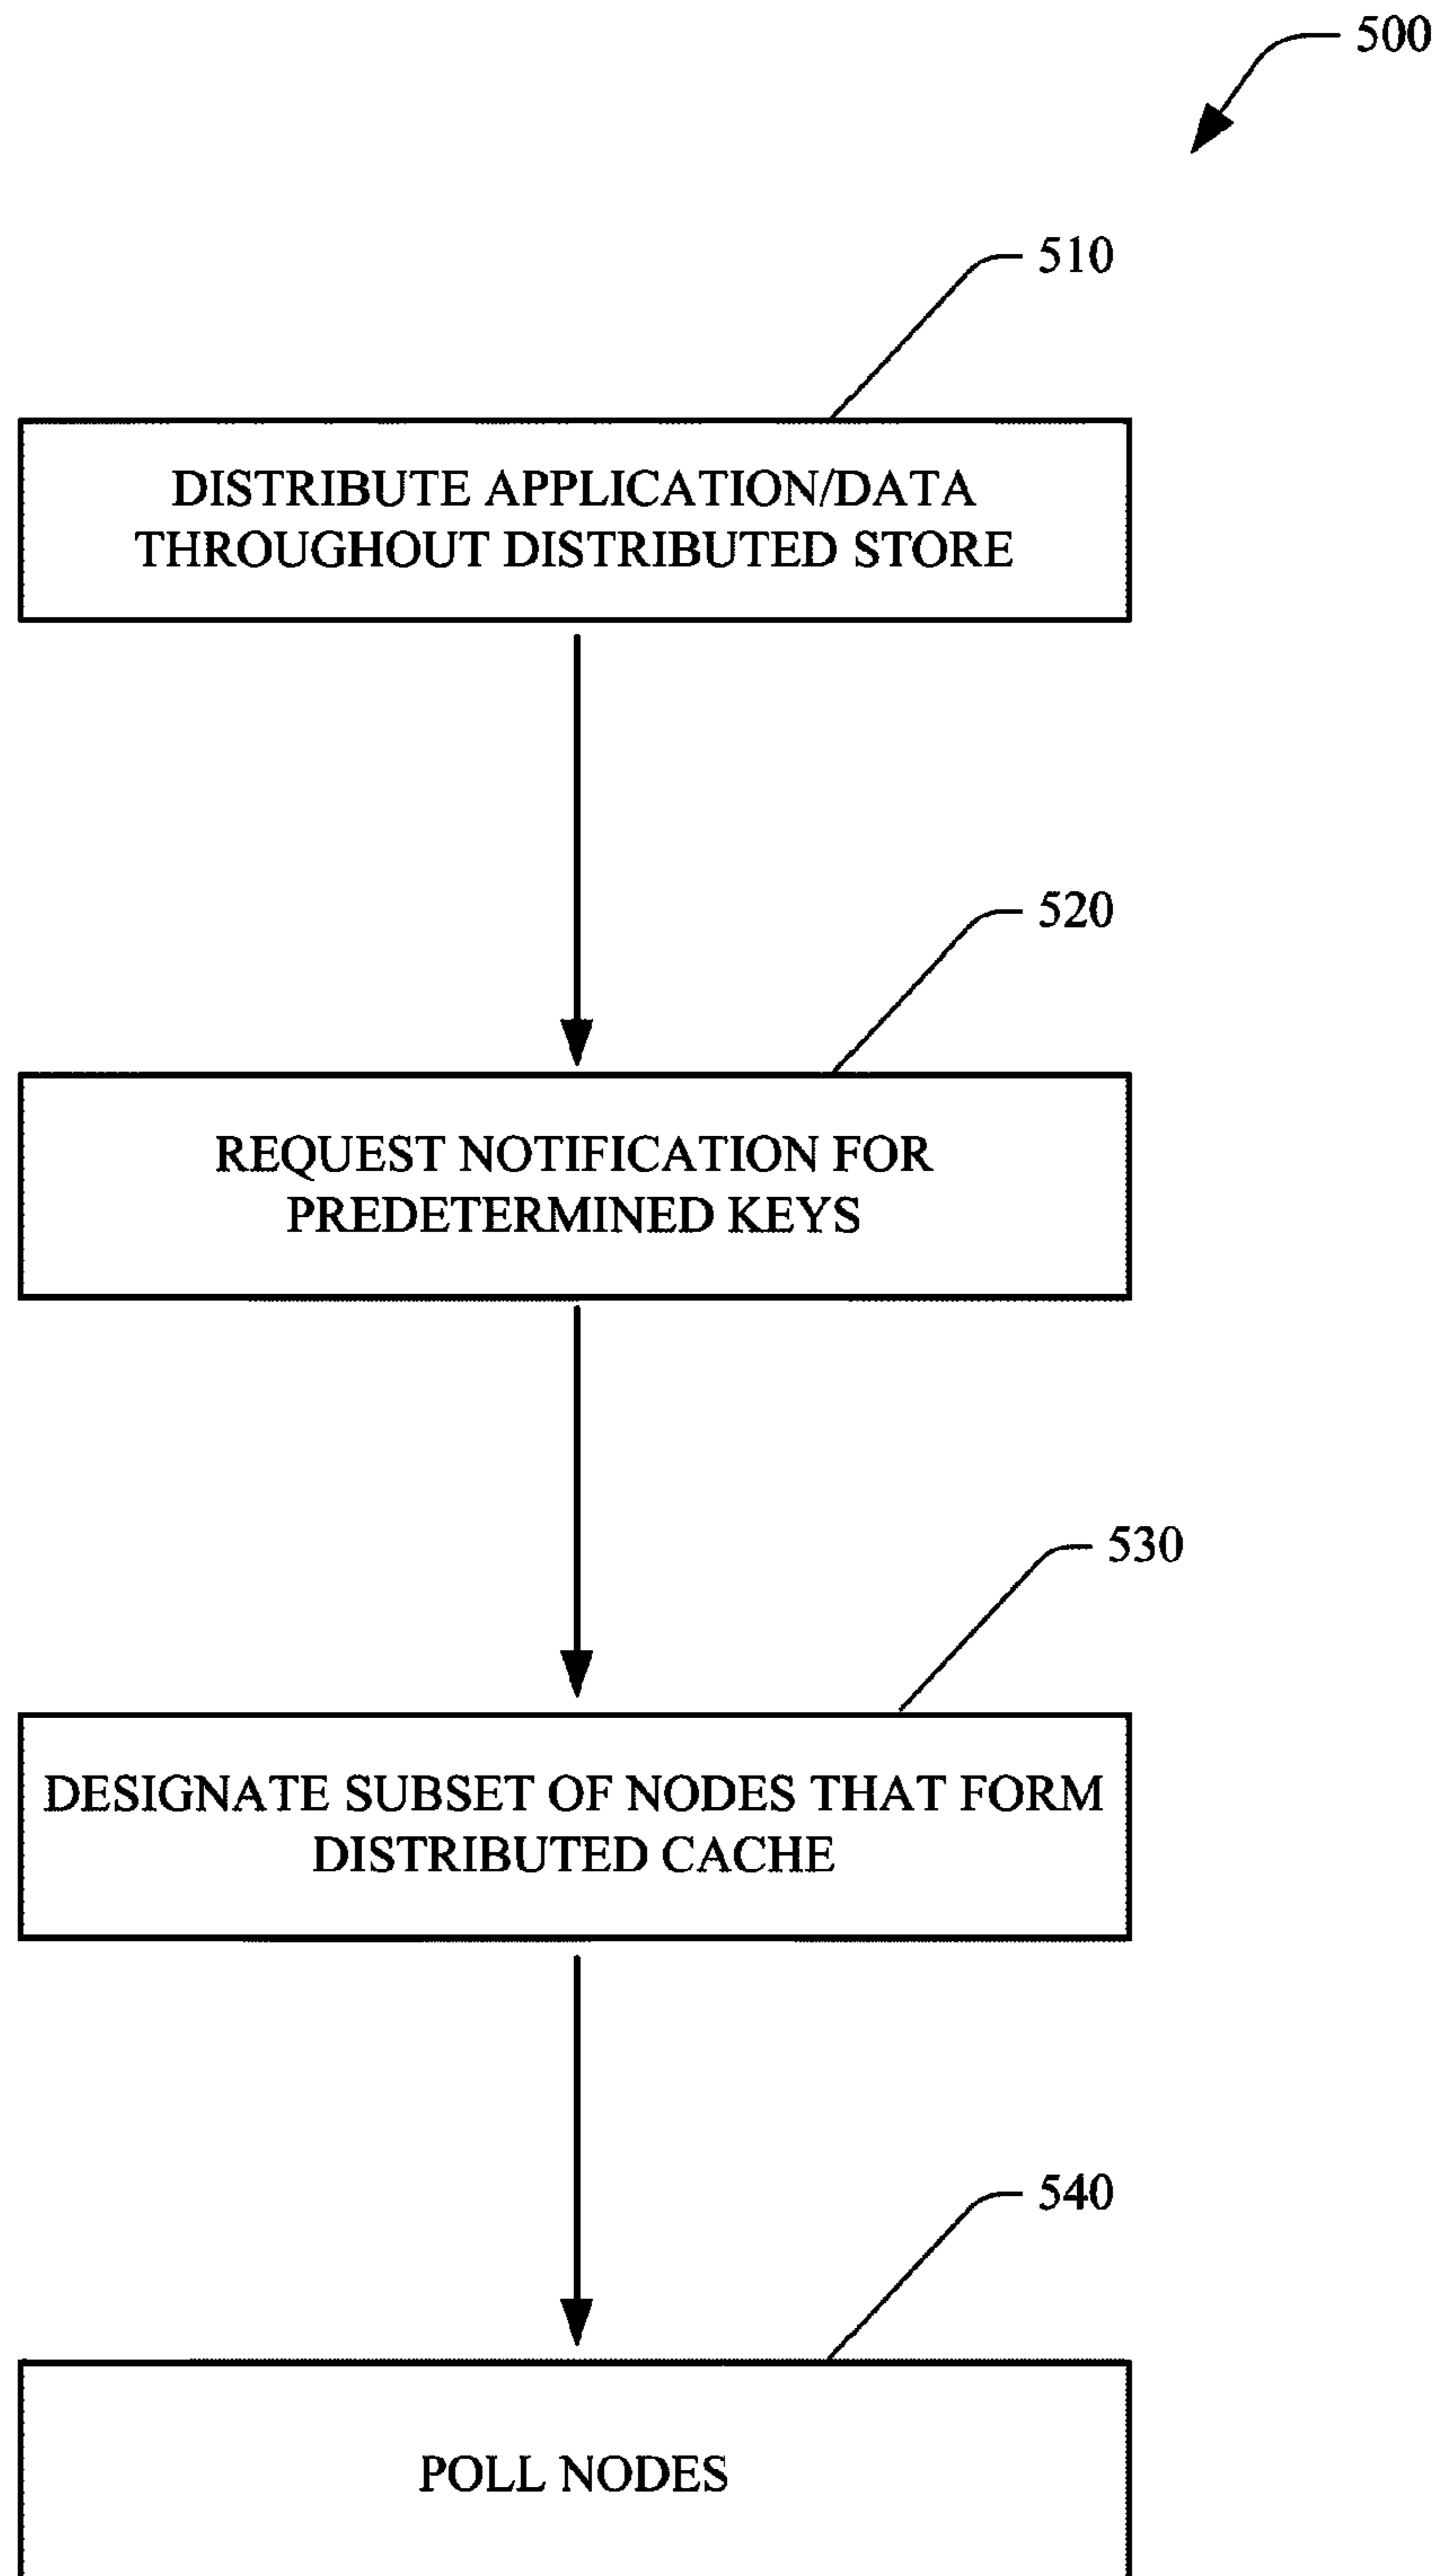 500
510
DISTRIBUTE APPLICATION/DATA
THROUGHOUT DISTRIBUTED STORE
520
REQUEST NOTIFICATION FOR
PREDETERMINED KEYS
530
DESIGNATE SUBSET OF NODES THAT FORM
DISTRIBUTED CACHE
540
POLL NODES